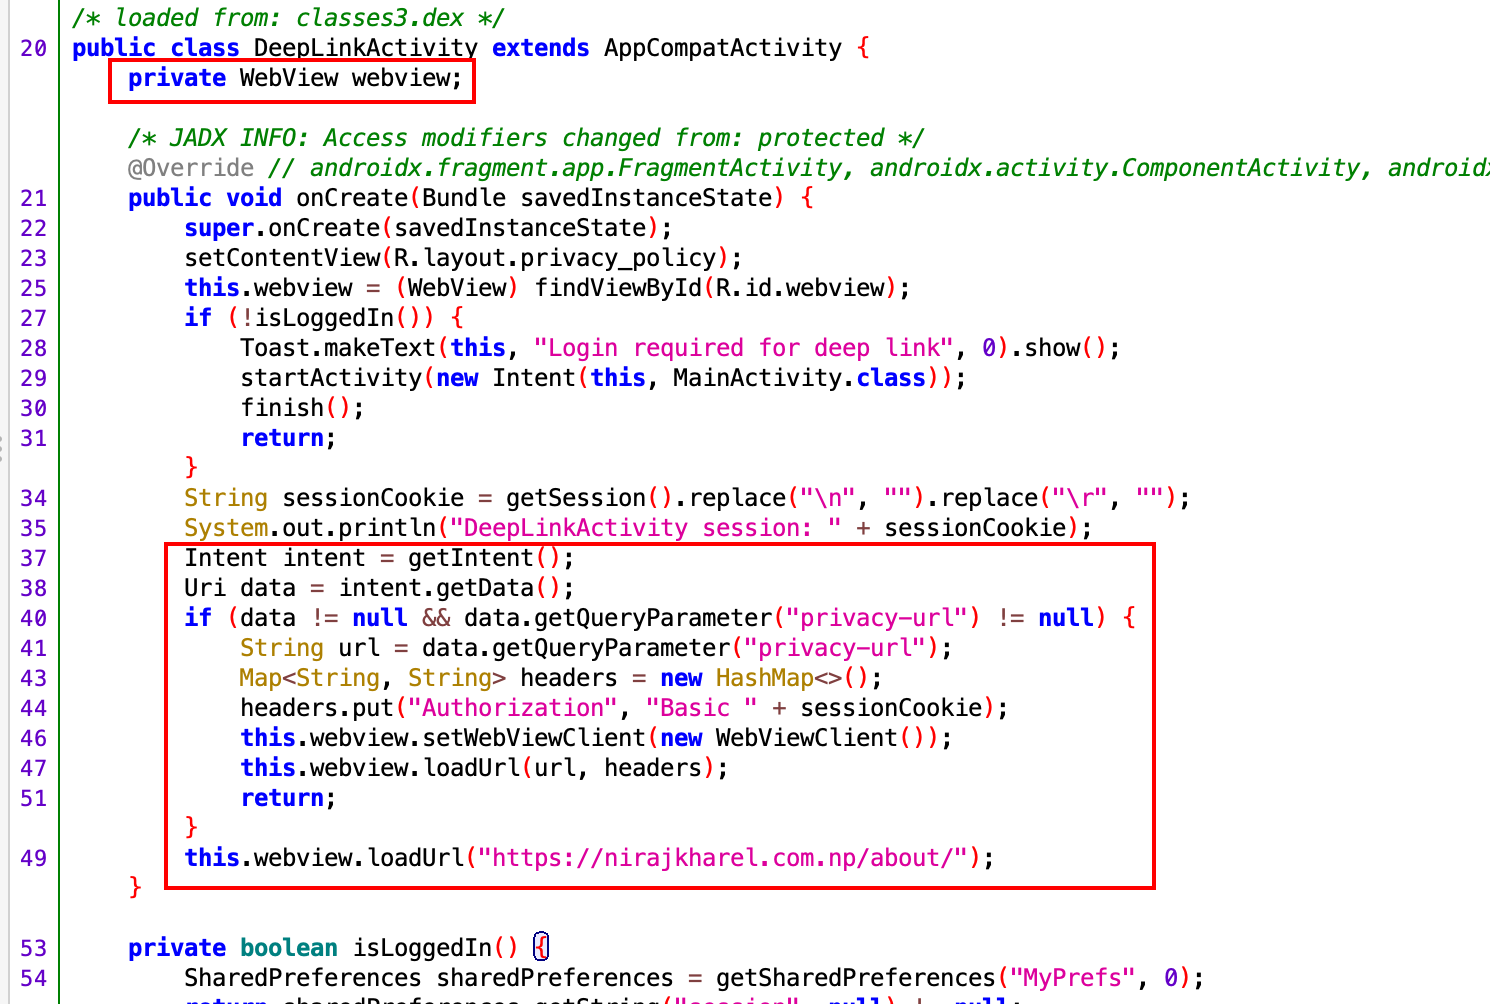 /* loaded from: classes3.dex */
20 public class DeepLinkActivity extends AppCompatActivity {
private WebView webview;
/* JADX INFO: Access modifiers changed from: protected */
@Override // androidx.fragment.app.FragmentActivity, androidx.activity.ComponentActivity, androidx
21 public void onCreate(Bundle savedInstanceState) {
22 super.onCreate(savedInstanceState);
23 setContentView(R.layout.privacy_policy);
25 this.webview = (WebView) findViewById(R.id.webview);
27 if (!isLoggedIn()) {
28 Toast.makeText(this, "Login required for deep link", 0).show();
29 startActivity(new Intent(this, MainActivity.class));
30 finish();
31 return;
}
34 String sessionCookie = getSession().replace("\n", "").replace("\r", "");
35 System.out.println("DeepLinkActivity session: " + sessionCookie);
37 Intent intent = getIntent();
38 Uri data = intent.getData();
40 if (data != null && data.getQueryParameter("privacy-url") != null) {
41 String url = data.getQueryParameter("privacy-url");
43 Map<String, String> headers = new HashMap<>();
44 headers.put("Authorization", "Basic " + sessionCookie);
46 this.webview.setWebViewClient(new WebViewClient());
47 this.webview.loadUrl(url, headers);
51 return;
}
49 this.webview.loadUrl("https://nirajkharel.com.np/about/");
}
53 private boolean isLoggedIn() {
54 SharedPreferences sharedPreferences = getSharedPreferences("MyPrefs", 0);